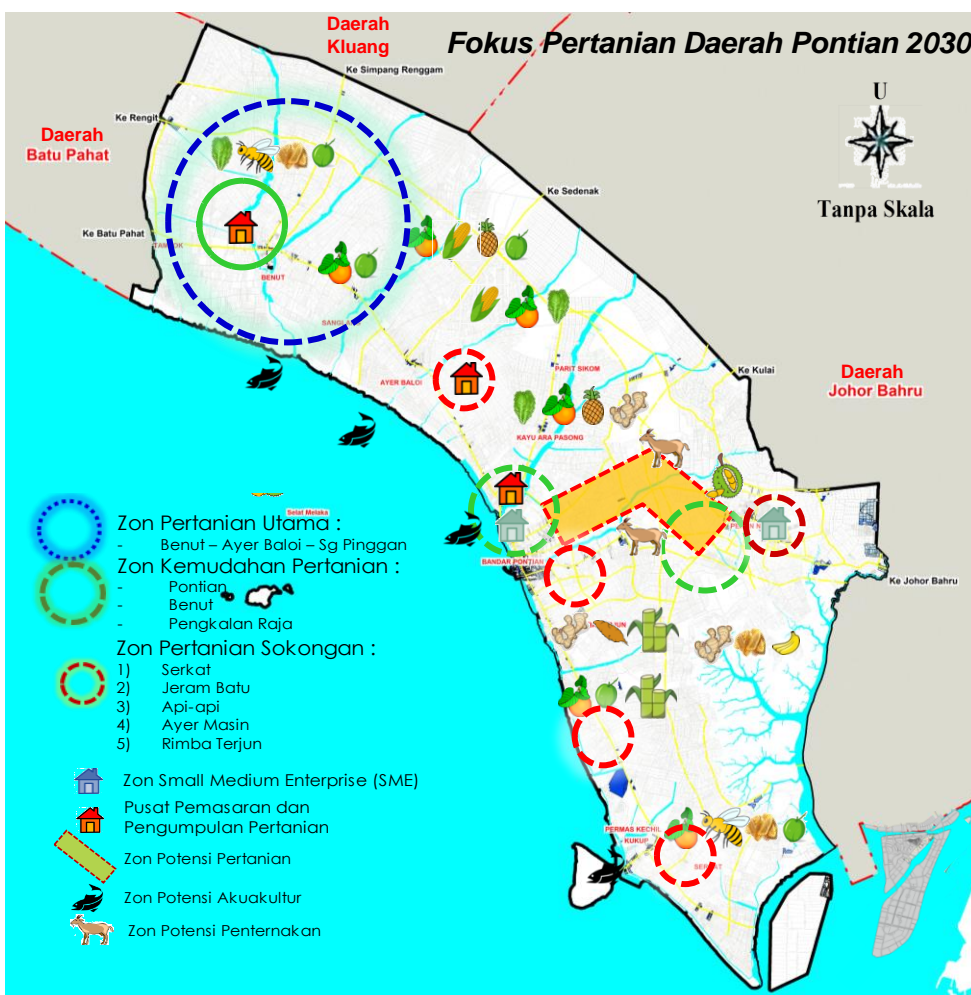 Fokus Pertanian Daerah Pontian 2030
Daerah
Kluang
Ke Simpang Renggam
U
Tanpa Skala
Ke Rengit
Daerah
Batu Pahat
Ke Sedenak
Ke Batu Pahat
BENUT
AYER BALOI
PARIT SIKOM
Ke Kulai
Daerah
Johor Bahru
KAYU ARA PASONG
Selat Melaka
BANDAR PONTIAN
Ke Johor Bahru
PERMAS KECHIL
KUKUP
Zon Pertanian Utama :
- Benut – Ayer Baloi – Sg Pinggan
Zon Kemudahan Pertanian :
- Pontian
- Benut
- Pengkalan Raja
Zon Pertanian Sokongan :
1) Serkat
2) Jeram Batu
3) Api-api
4) Ayer Masin
5) Rimba Terjun
Zon Small Medium Enterprise (SME)
Pusat Pemasaran dan
Pengumpulan Pertanian
Zon Potensi Pertanian
Zon Potensi Akuakultur
Zon Potensi Penternakan